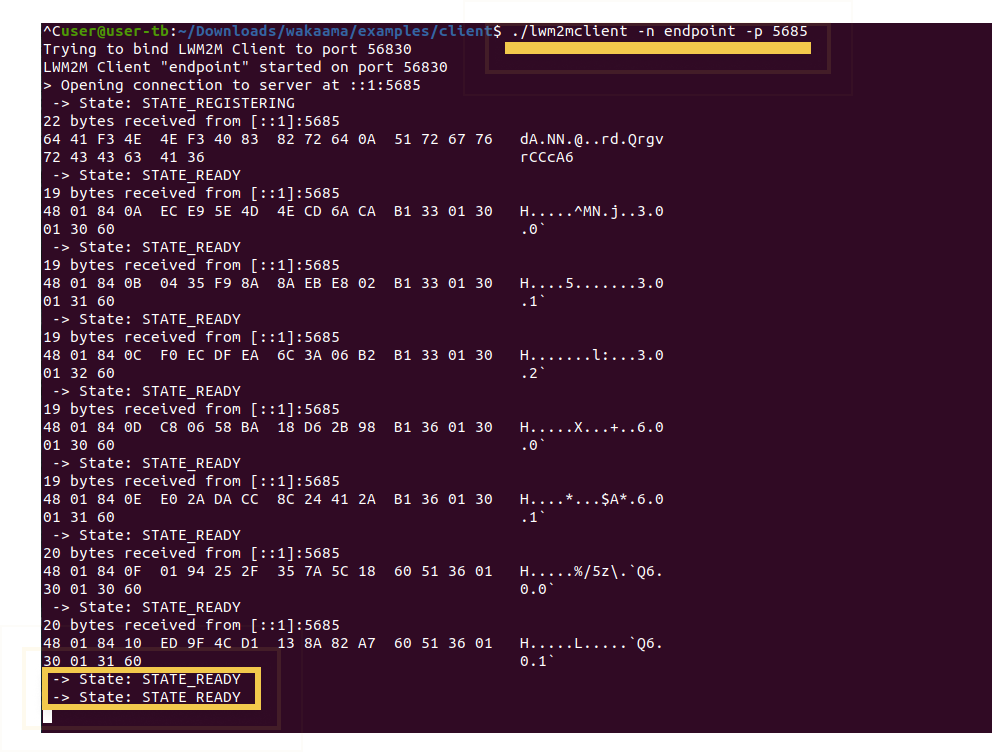 ^Cuser@user-tb:~/Downloads/wakaama/examples/client$ ./lwm2mclient -n endpoint -p 5685
Trying to bind LWM2M Client to port 56830
LWM2M Client "endpoint" started on port 56830
> Opening connection to server at ::1:5685
 -> State: STATE_REGISTERING
22 bytes received from [::1]:5685
64 41 F3 4E  4E F3 40 83  82 72 64 0A  51 72 67 76   dA.NN.@..rd.Qrgv
72 43 43 63  41 36                                   rCCcA6
 -> State: STATE_READY
19 bytes received from [::1]:5685
48 01 84 0A  EC E9 5E 4D  4E CD 6A CA  B1 33 01 30   H.....^MN.j..3.0
01 30 60                                             .0`
 -> State: STATE_READY
19 bytes received from [::1]:5685
48 01 84 0B  04 35 F9 8A  8A EB E8 02  B1 33 01 30   H....5.......3.0
01 31 60                                             .1`
 -> State: STATE_READY
19 bytes received from [::1]:5685
48 01 84 0C  F0 EC DF EA  6C 3A 06 B2  B1 33 01 30   H.......l:...3.0
01 32 60                                             .2`
 -> State: STATE_READY
19 bytes received from [::1]:5685
48 01 84 0D  C8 06 58 BA  18 D6 2B 98  B1 36 01 30   H.....X...+..6.0
01 30 60                                             .0`
 -> State: STATE_READY
19 bytes received from [::1]:5685
48 01 84 0E  E0 2A DA CC  8C 24 41 2A  B1 36 01 30   H....*...$A*.6.0
01 31 60                                             .1`
 -> State: STATE_READY
20 bytes received from [::1]:5685
48 01 84 0F  01 94 25 2F  35 7A 5C 18  60 51 36 01   H.....%/5z\.`Q6.
30 01 30 60                                          0.0`
 -> State: STATE_READY
20 bytes received from [::1]:5685
48 01 84 10  ED 9F 4C D1  13 8A 82 A7  60 51 36 01   H.....L.....`Q6.
30 01 31 60                                          0.1`
 -> State: STATE_READY
 -> State: STATE_READY